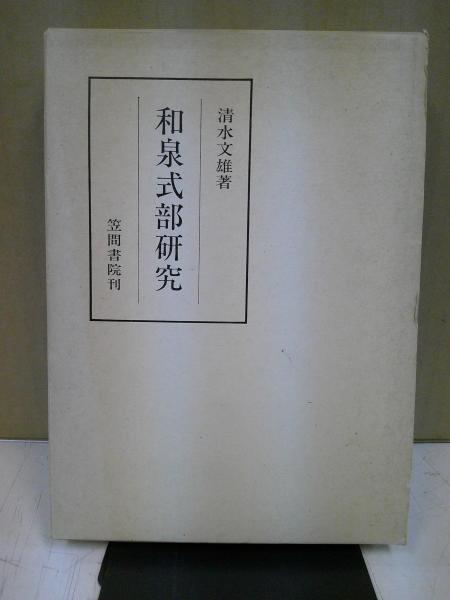 清水文雄著
和泉式部研究
笠間書院刊